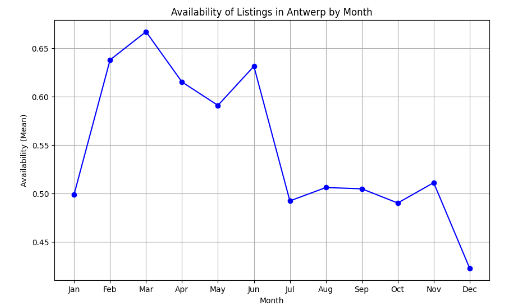 Availability of Listings in Antwerp by Month
Availability (Mean)
0.65
0.60
0.55
0.50
0.45
Jan Feb Mar Apr May Jun Jul Aug Sep Oct Nov Dec
Month